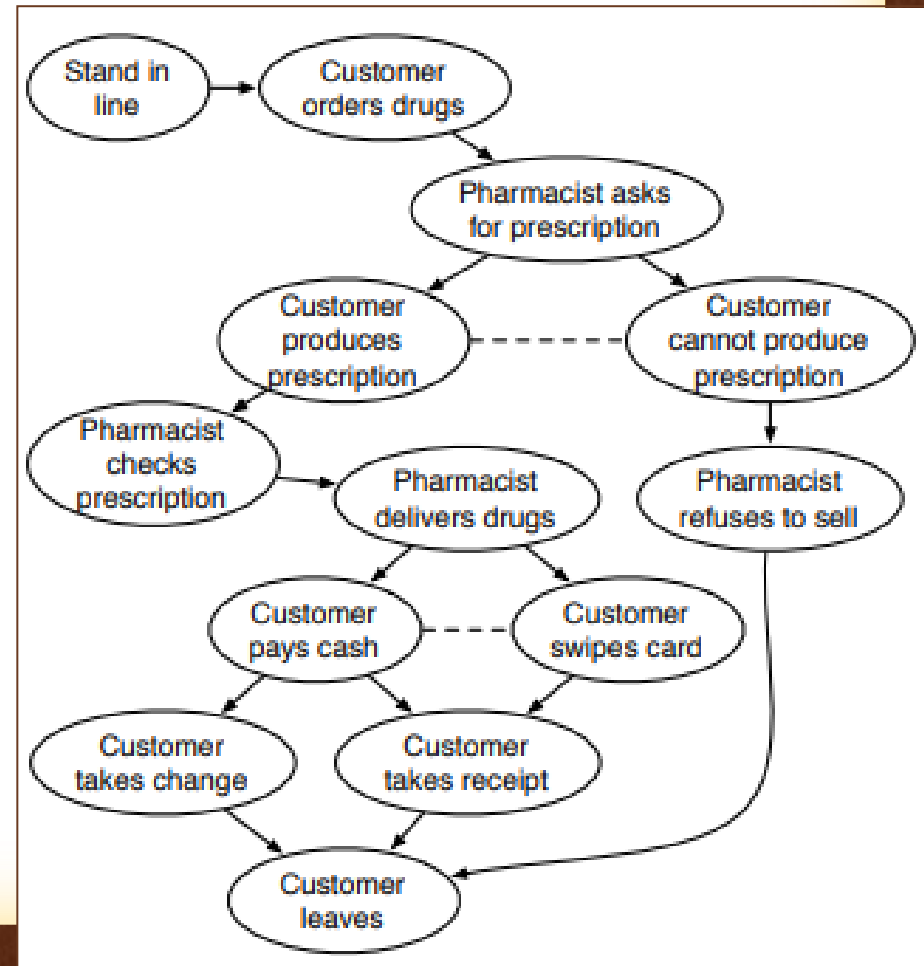 Stand in
line
Customer
orders drugs
Pharmacist asks
for prescription
Customer
produces
prescription
Customer
cannot produce
prescription
Pharmacist
checks
prescription
Pharmacist
delivers drugs
Pharmacist
refuses to sell
Customer
pays cash
Customer
swipes card
Customer
takes change
Customer
takes receipt
Customer
leaves